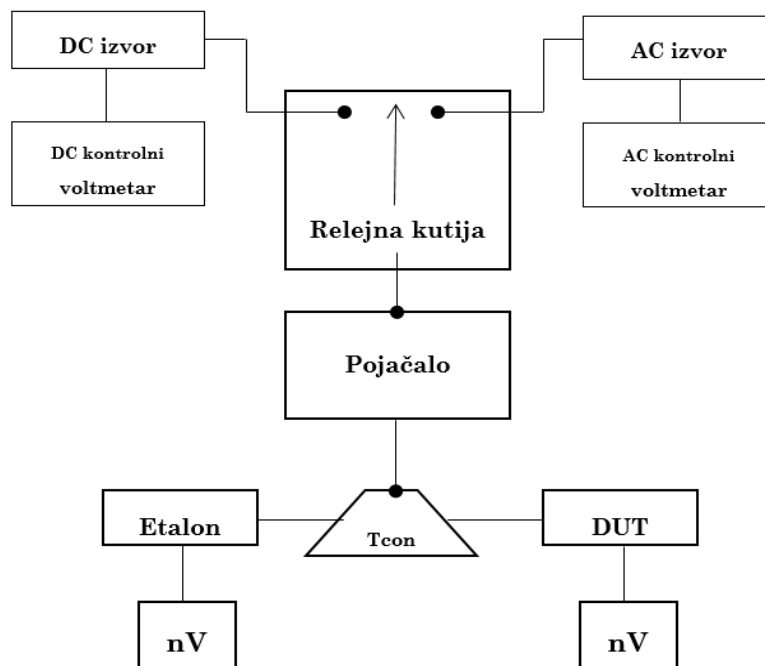 DC izvor
AC izvor
DC kontrolni
voltmetar
AC kontrolni
voltmetar
Relejna kutija
Pojačalo
Etalon
Tcon
DUT
nV
nV